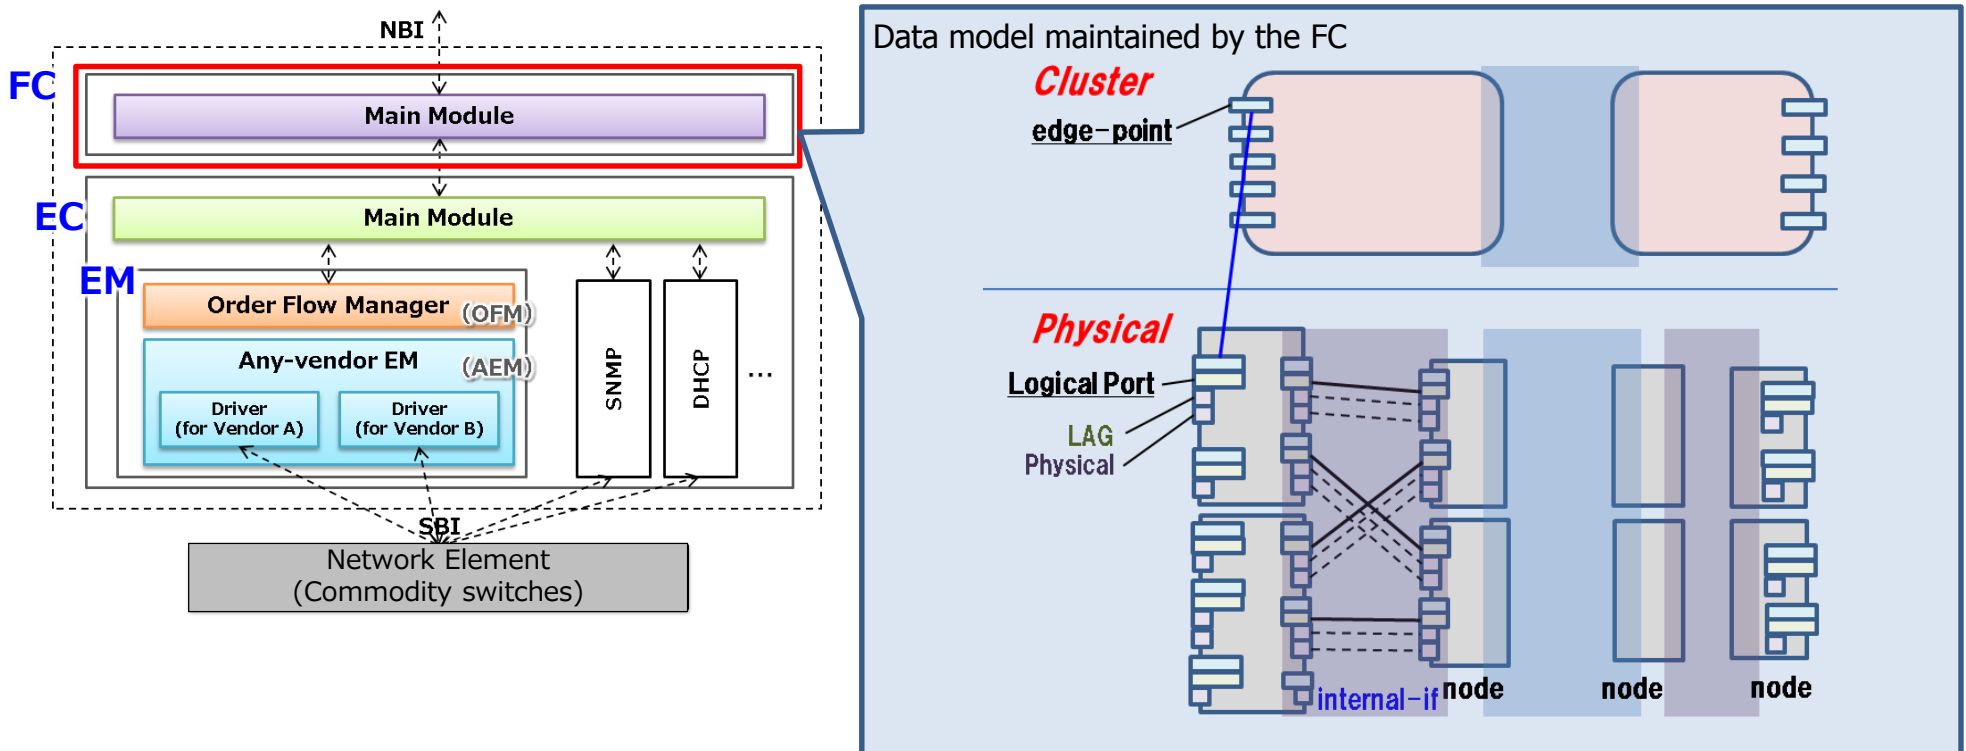 NBI
FC
Main Module
EC
Main Module
EM
Order Flow Manager
(OFM)
Any-vendor EM
(AEM)
Driver
(for Vendor A)
Driver
(for Vendor B)
SNMP
DHCP
...
SBI
Network Element
(Commodity switches)
Data model maintained by the FC
Cluster
edge-point
Physical
Logical Port
LAG
Physical
internal-if
node
node
node